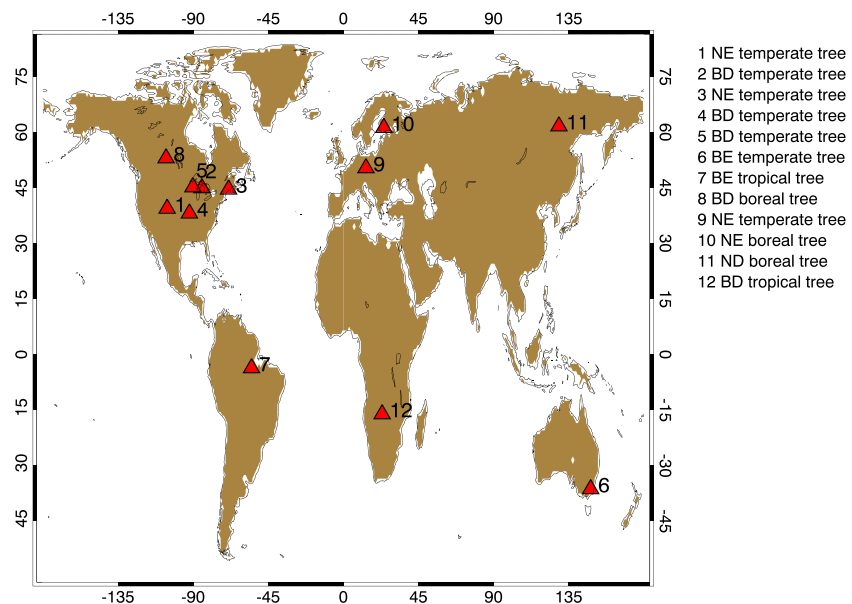 -135 -90 -45 0 45 90 135
1 NE temperate tree
2 BD temperate tree
3 NE temperate tree
4 BD temperate tree
5 BD temperate tree
6 BE temperate tree
7 BE tropical tree
8 BD boreal tree
9 NE temperate tree
10 NE boreal tree
11 ND boreal tree
12 BD tropical tree
75 75
60 60
45 45
30 30
15 15
0 0
-15 -15
-30 -30
45 -45
10
11
8
9
5 2
3
1
4
7
12
6
-135 -90 -45 0 45 90 135